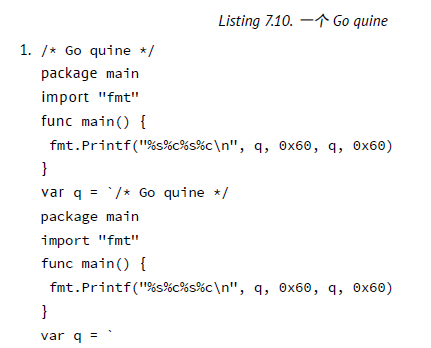 Listing 7.10. 一个 Go quine
1. /* Go quine */
package main
import "fmt"
func main() {
 fmt.Printf("%s%c%s%c\n", q, 0x60, q, 0x60)
}
var q = `/* Go quine */
package main
import "fmt"
func main() {
 fmt.Printf("%s%c%s%c\n", q, 0x60, q, 0x60)
}
var q = `